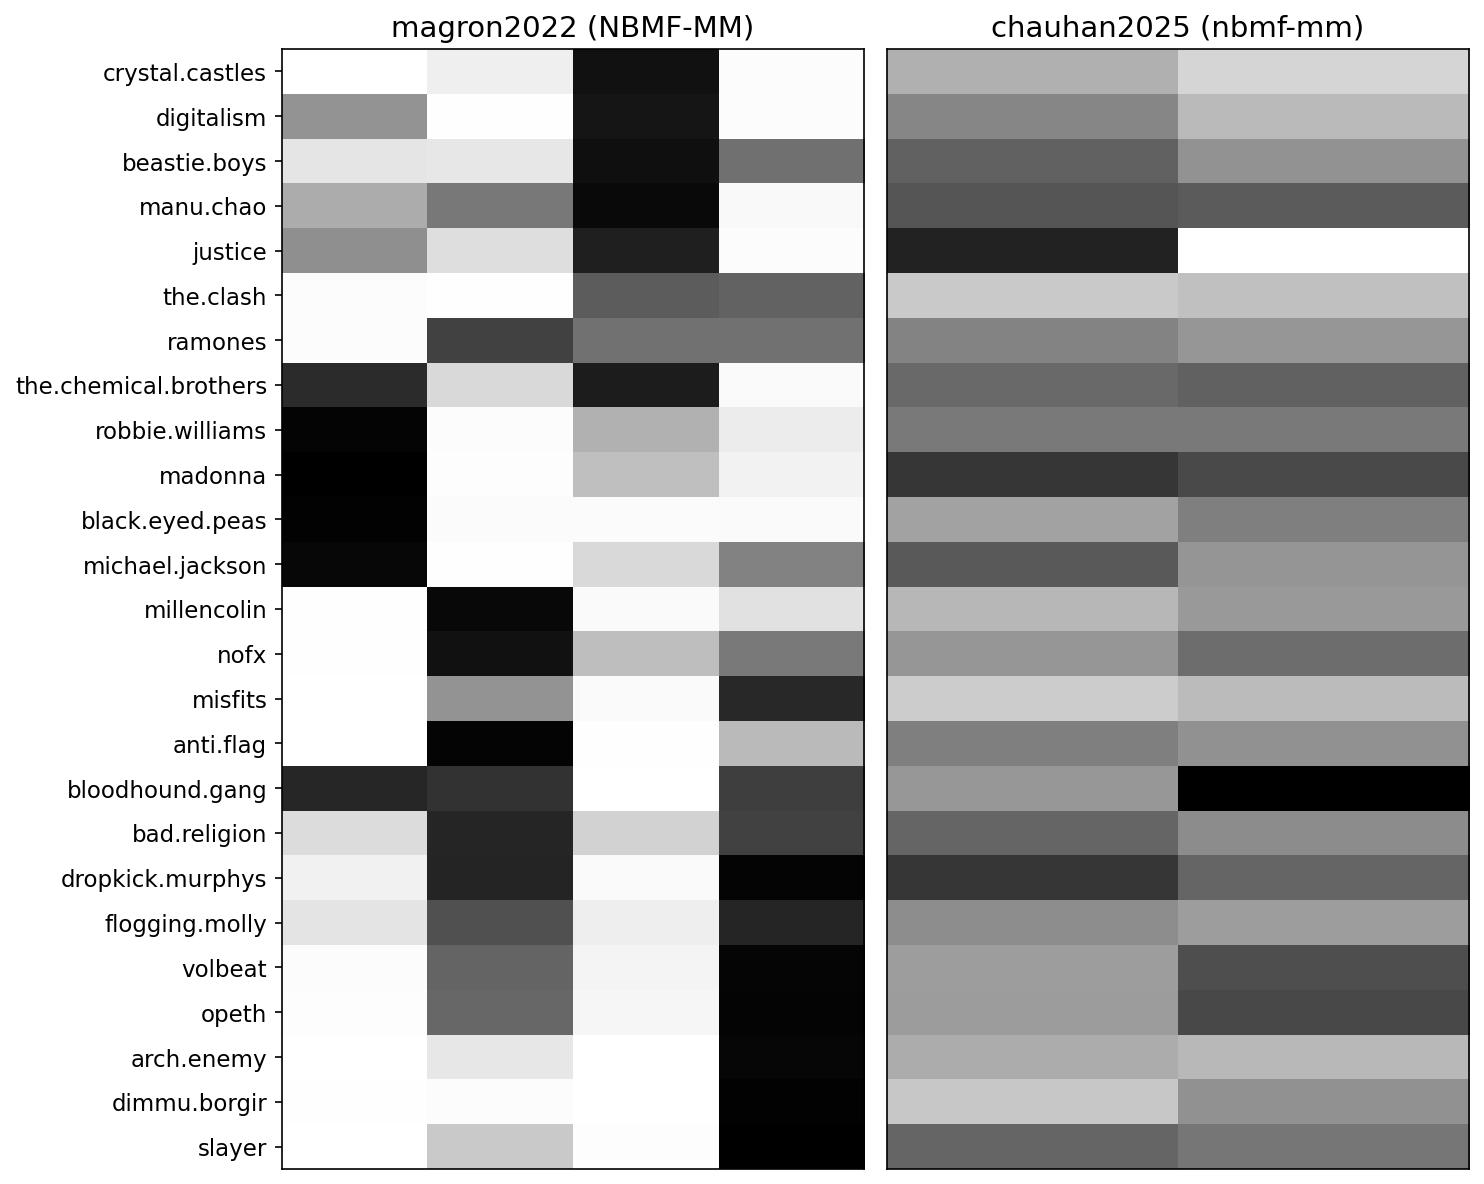 magron2022 (NBMF-MM)
chauhan2025 (nbmf-mm)
crystal.castles
digitalism
beastie.boys
manu.chao
justice
the.clash
ramones
the.chemical.brothers
robbie.williams
madonna
black.eyed.peas
michael.jackson
millencolin
nofx
misfits
anti.flag
bloodhound.gang
bad.religion
dropkick.murphys
flogging.molly
volbeat
opeth
arch.enemy
dimmu.borgir
slayer